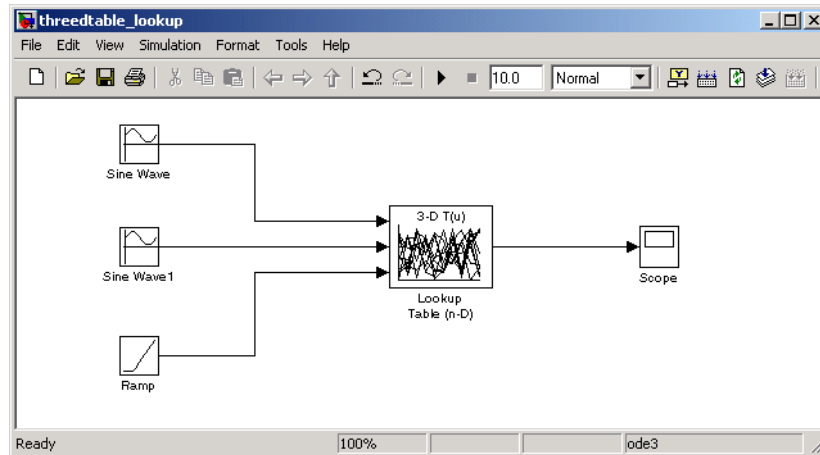 threedtable_lookup
File Edit View Simulation Format Tools Help
10.0 Normal
Sine Wave
3-D T(u)
Sine Wave1
Scope
Lookup
Table (n-D)
Ramp
Ready 100% ode3